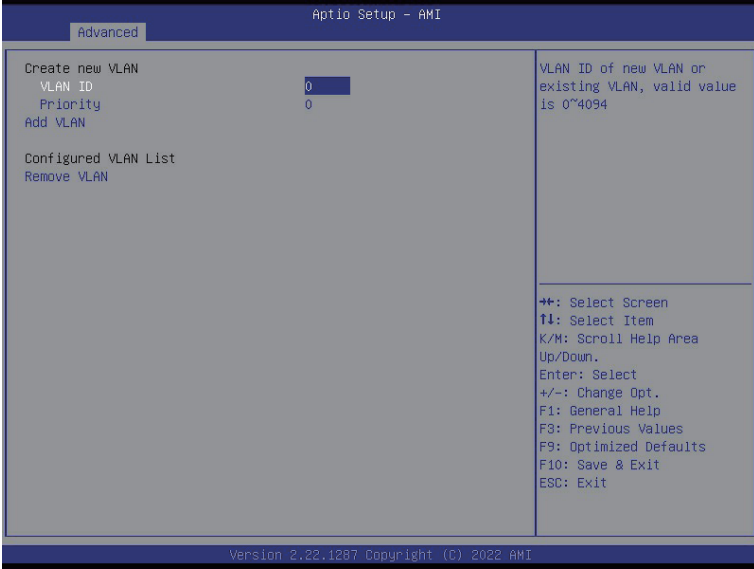 Aptio Setup – AMI
Advanced
Create new VLAN
VLAN ID 0
Priority 0
Add VLAN
Configured VLAN List
Remove VLAN
VLAN ID of new VLAN or
existing VLAN, valid value
is 0~4094
→←: Select Screen
↑↓: Select Item
K/M: Scroll Help Area
Up/Down.
Enter: Select
+/-: Change Opt.
F1: General Help
F3: Previous Values
F9: Optimized Defaults
F10: Save & Exit
ESC: Exit
Version 2.22.1287 Copyright (C) 2022 AMI